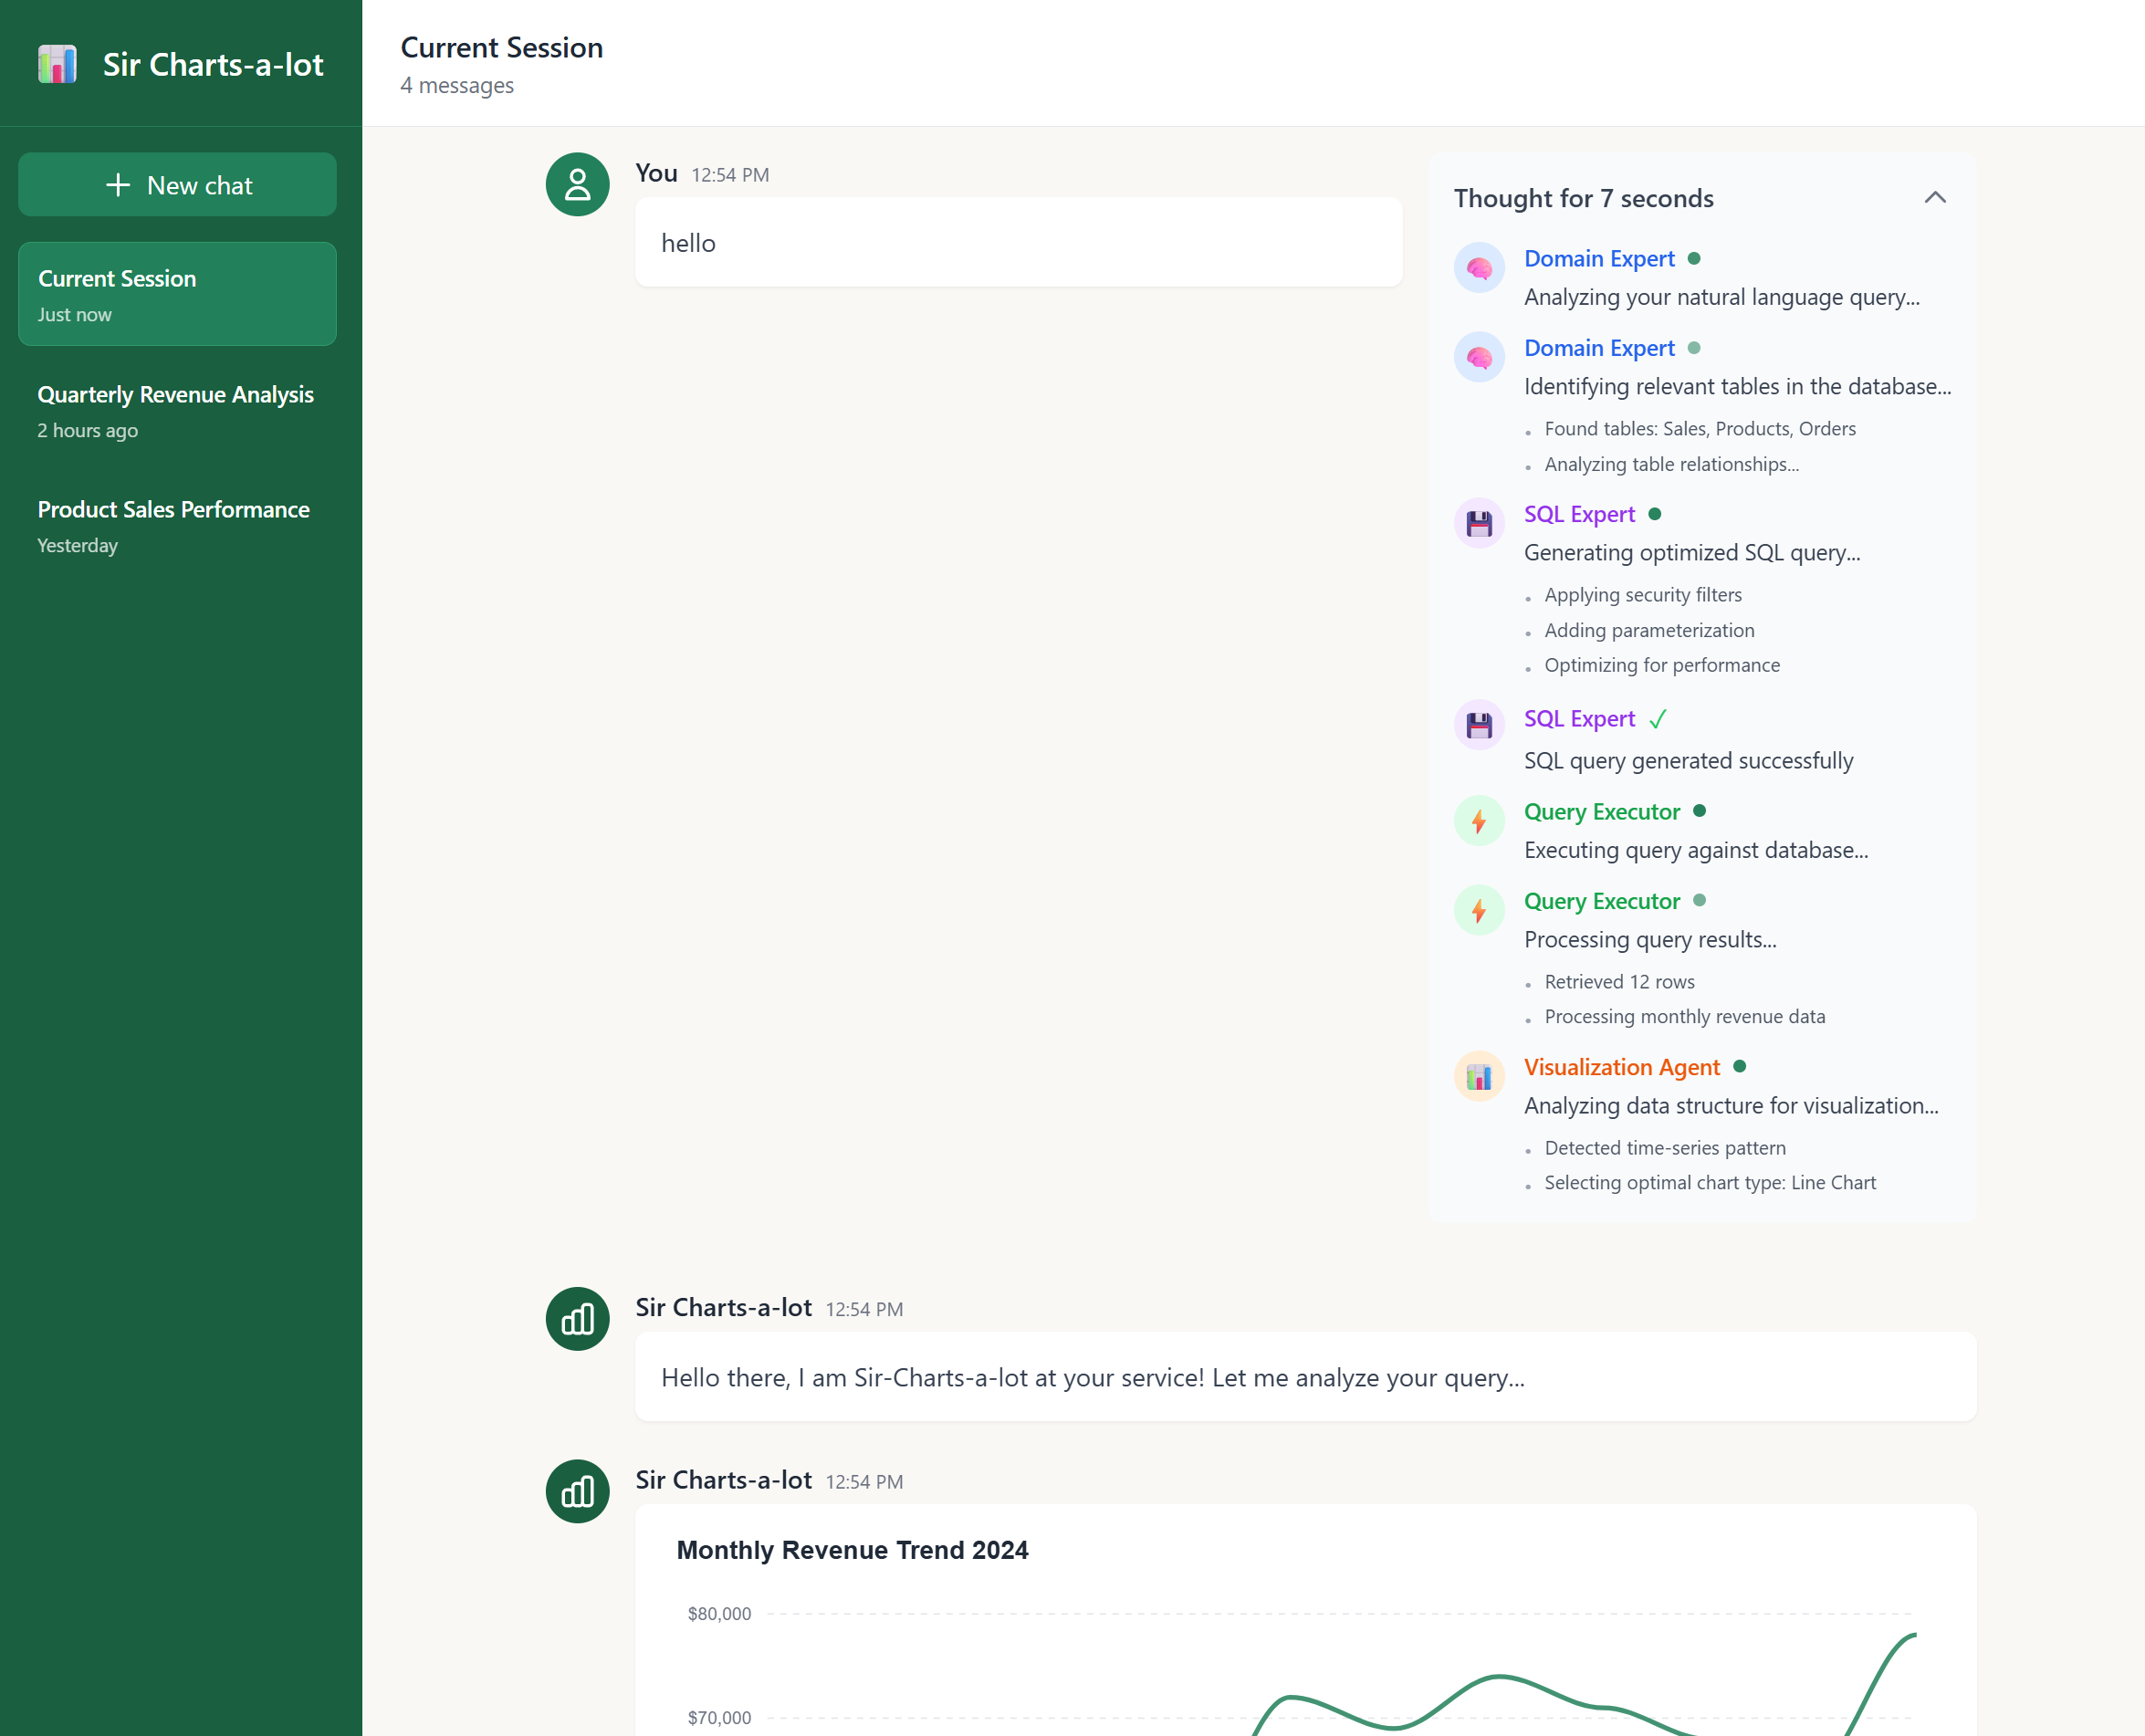 Sir Charts-a-lot
New chat
Current Session
Just now
Quarterly Revenue Analysis
2 hours ago
Product Sales Performance
Yesterday
Current Session
4 messages
You 12:54 PM
hello
Thought for 7 seconds
Domain Expert
Analyzing your natural language query...
Domain Expert
Identifying relevant tables in the database...
Found tables: Sales, Products, Orders
Analyzing table relationships...
SQL Expert
Generating optimized SQL query...
Applying security filters
Adding parameterization
Optimizing for performance
SQL Expert ✓
SQL query generated successfully
Query Executor
Executing query against database...
Query Executor
Processing query results...
Retrieved 12 rows
Processing monthly revenue data
Visualization Agent
Analyzing data structure for visualization...
Detected time-series pattern
Selecting optimal chart type: Line Chart
Sir Charts-a-lot 12:54 PM
Hello there, I am Sir-Charts-a-lot at your service! Let me analyze your query...
Sir Charts-a-lot 12:54 PM
Monthly Revenue Trend 2024
$80,000
$70,000